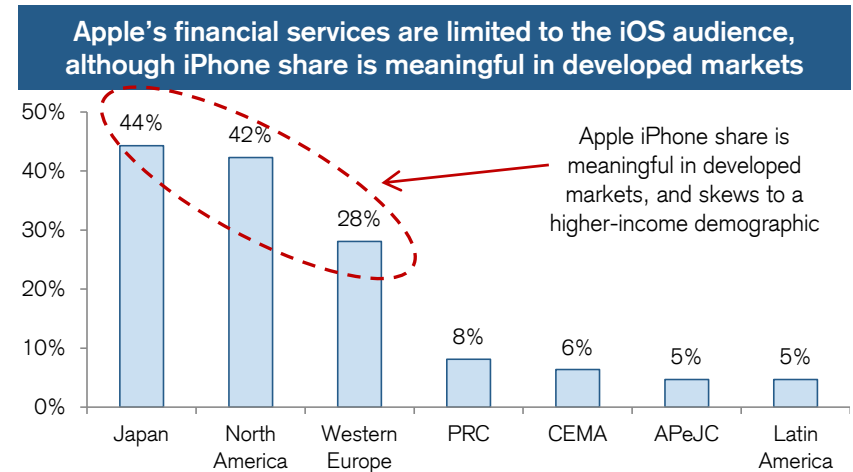 Apple’s financial services are limited to the iOS audience,
although iPhone share is meaningful in developed markets
50%
40%
30%
20%
10%
0%
44%
42%
28%
8%
6%
5%
5%
Apple iPhone share is
meaningful in developed
markets, and skews to a
higher-income demographic
Japan
North
America
Western
Europe
PRC
CEMA
APeJC
Latin
America